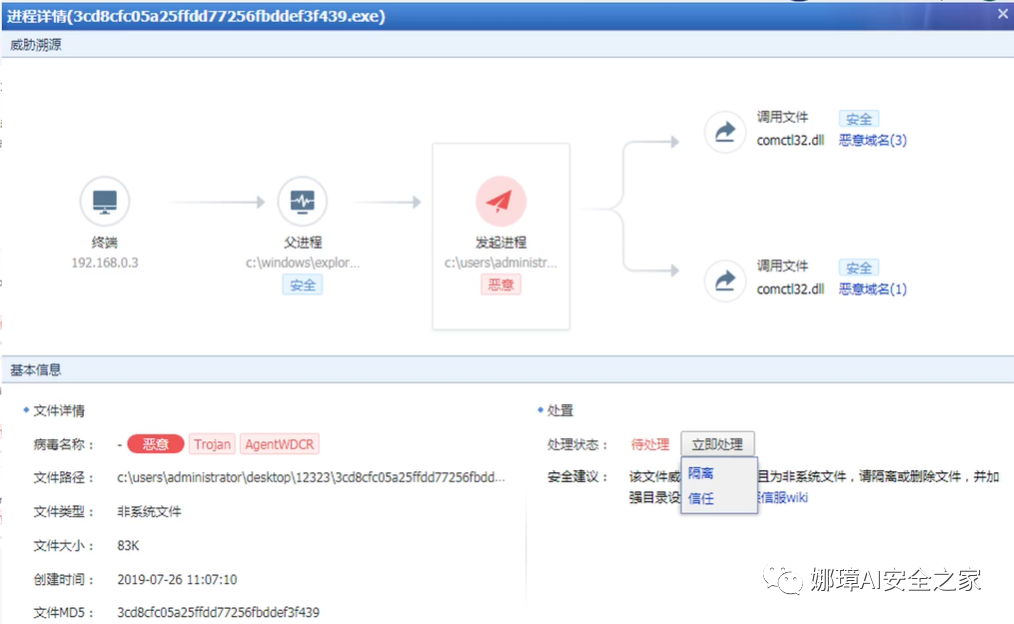 进程详情(3cd8cfc05a25ffdd77256fbddef3f439.exe)
威胁溯源
终端
192.168.0.3
父进程
c:\windows\explor...
安全
发起进程
c:\users\administr...
恶意
调用文件 安全
comctl32.dll 恶意域名(3)
调用文件 安全
comctl32.dll 恶意域名(1)
基本信息
文件详情
病毒名称： - 恶意 Trojan AgentWDCR
文件路径： c:\users\administrator\desktop\12323\3cd8cfc05a25ffdd77256fbdd...
文件类型： 非系统文件
文件大小： 83K
创建时间： 2019-07-26 11:07:10
文件MD5： 3cd8cfc05a25ffdd77256fbddef3f439
处置
处理状态： 待处理 立即处理
隔离
信任
安全建议： 该文件威 且为非系统文件，请隔离或删除文件，并加
强目录设 信服wiki
娜璋AI安全之家